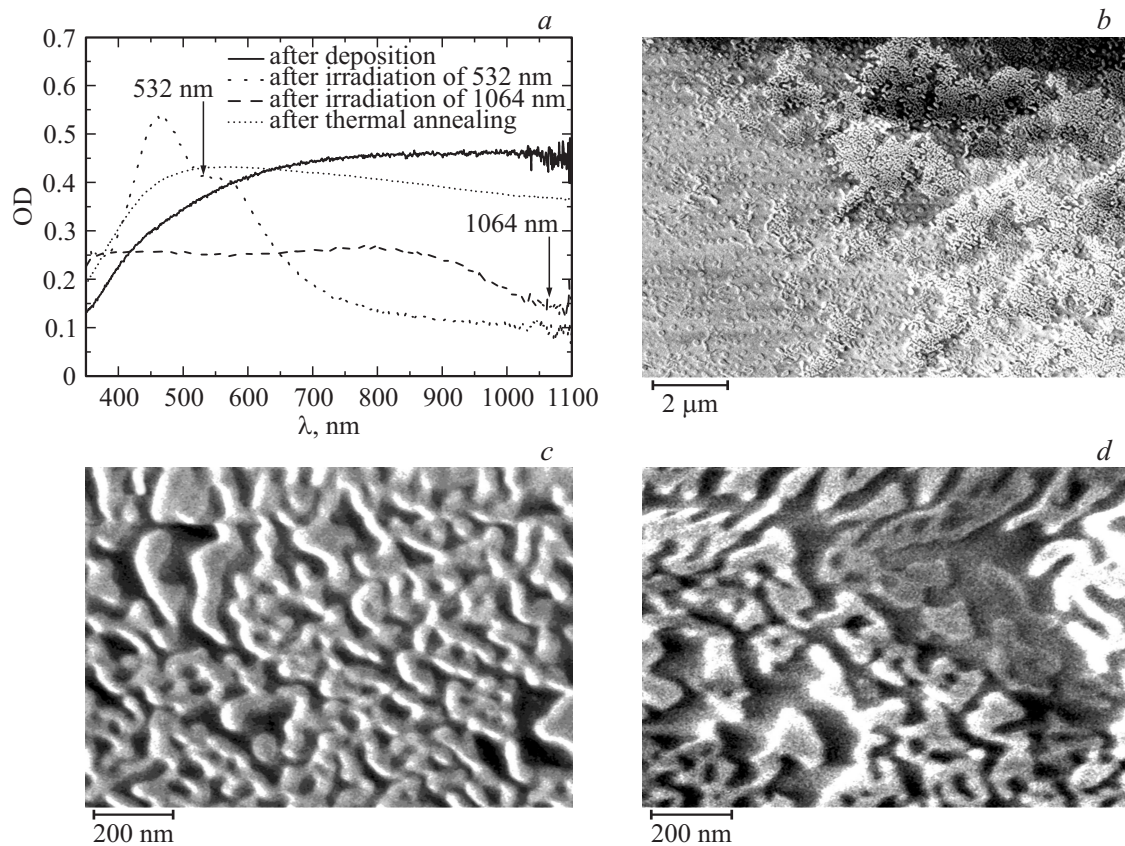 a
b
0.7
0.6
0.5
0.4
0.3
0.2
0.1
0
OD
after deposition
after irradiation of 532 nm
after irradiation of 1064 nm
after thermal annealing
532 nm
1064 nm
400 500 600 700 800 900 1000 1100
λ, nm
2 μm
c
d
200 nm
200 nm